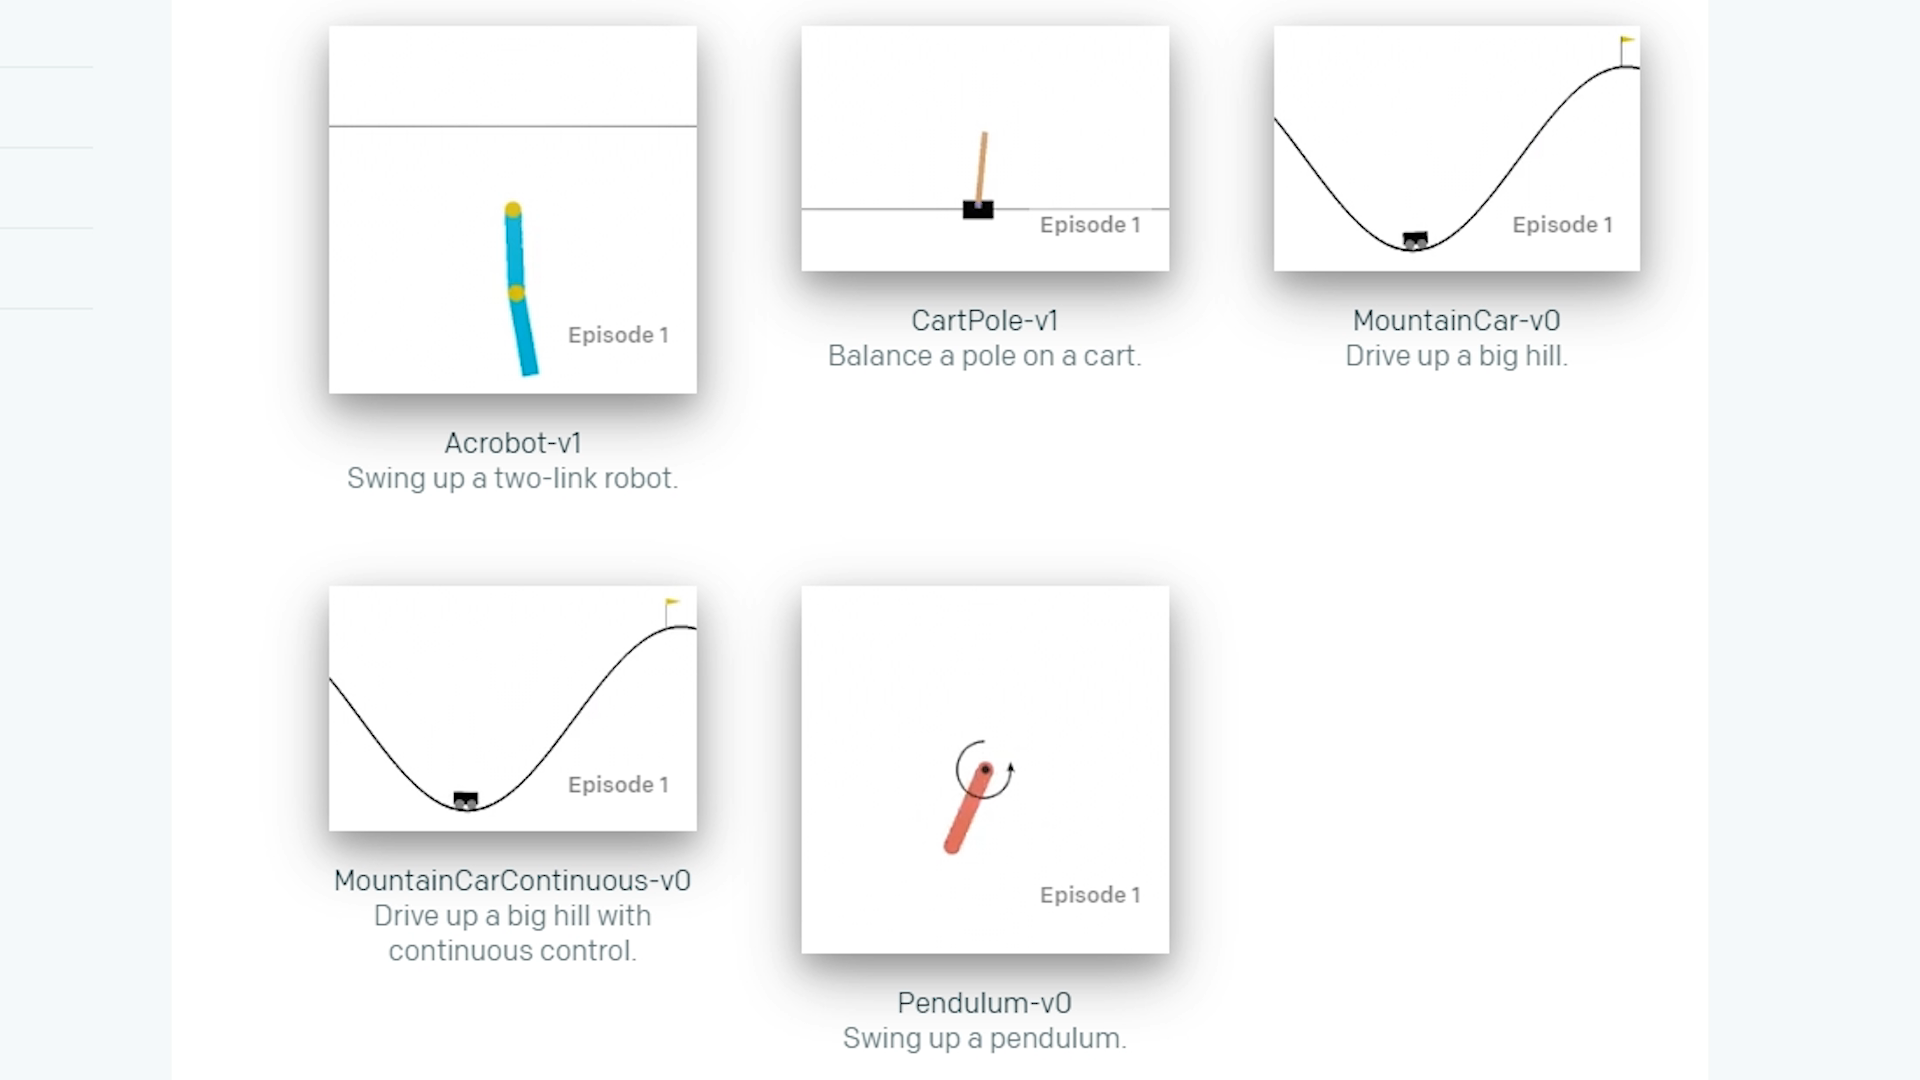 Episode 1
Acrobot-v1
Swing up a two-link robot.
Episode 1
CartPole-v1
Balance a pole on a cart.
Episode 1
MountainCar-v0
Drive up a big hill.
Episode 1
MountainCarContinuous-v0
Drive up a big hill with
continuous control.
Episode 1
Pendulum-v0
Swing up a pendulum.